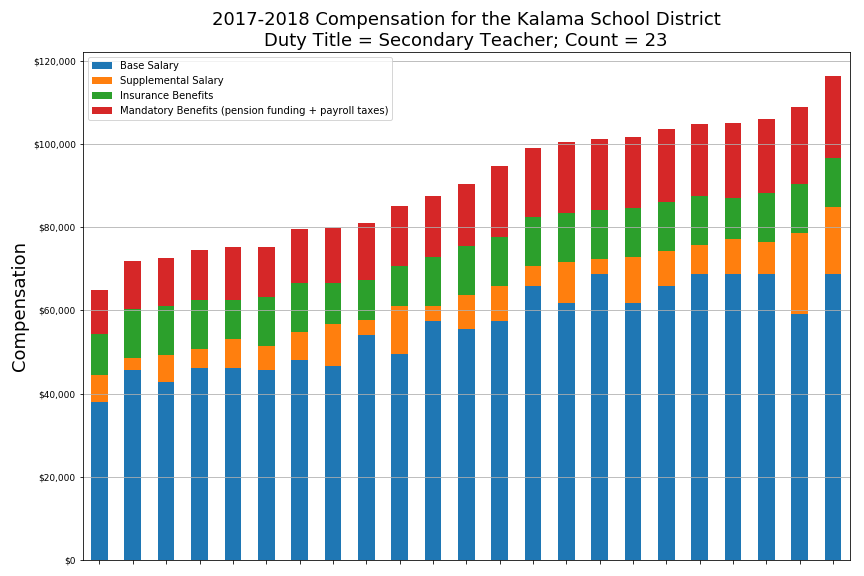 2017-2018 Compensation for the Kalama School District
Duty Title = Secondary Teacher; Count = 23
Base Salary
Supplemental Salary
Insurance Benefits
Mandatory Benefits (pension funding + payroll taxes)
Compensation
$120,000
$100,000
$80,000
$60,000
$40,000
$20,000
$0